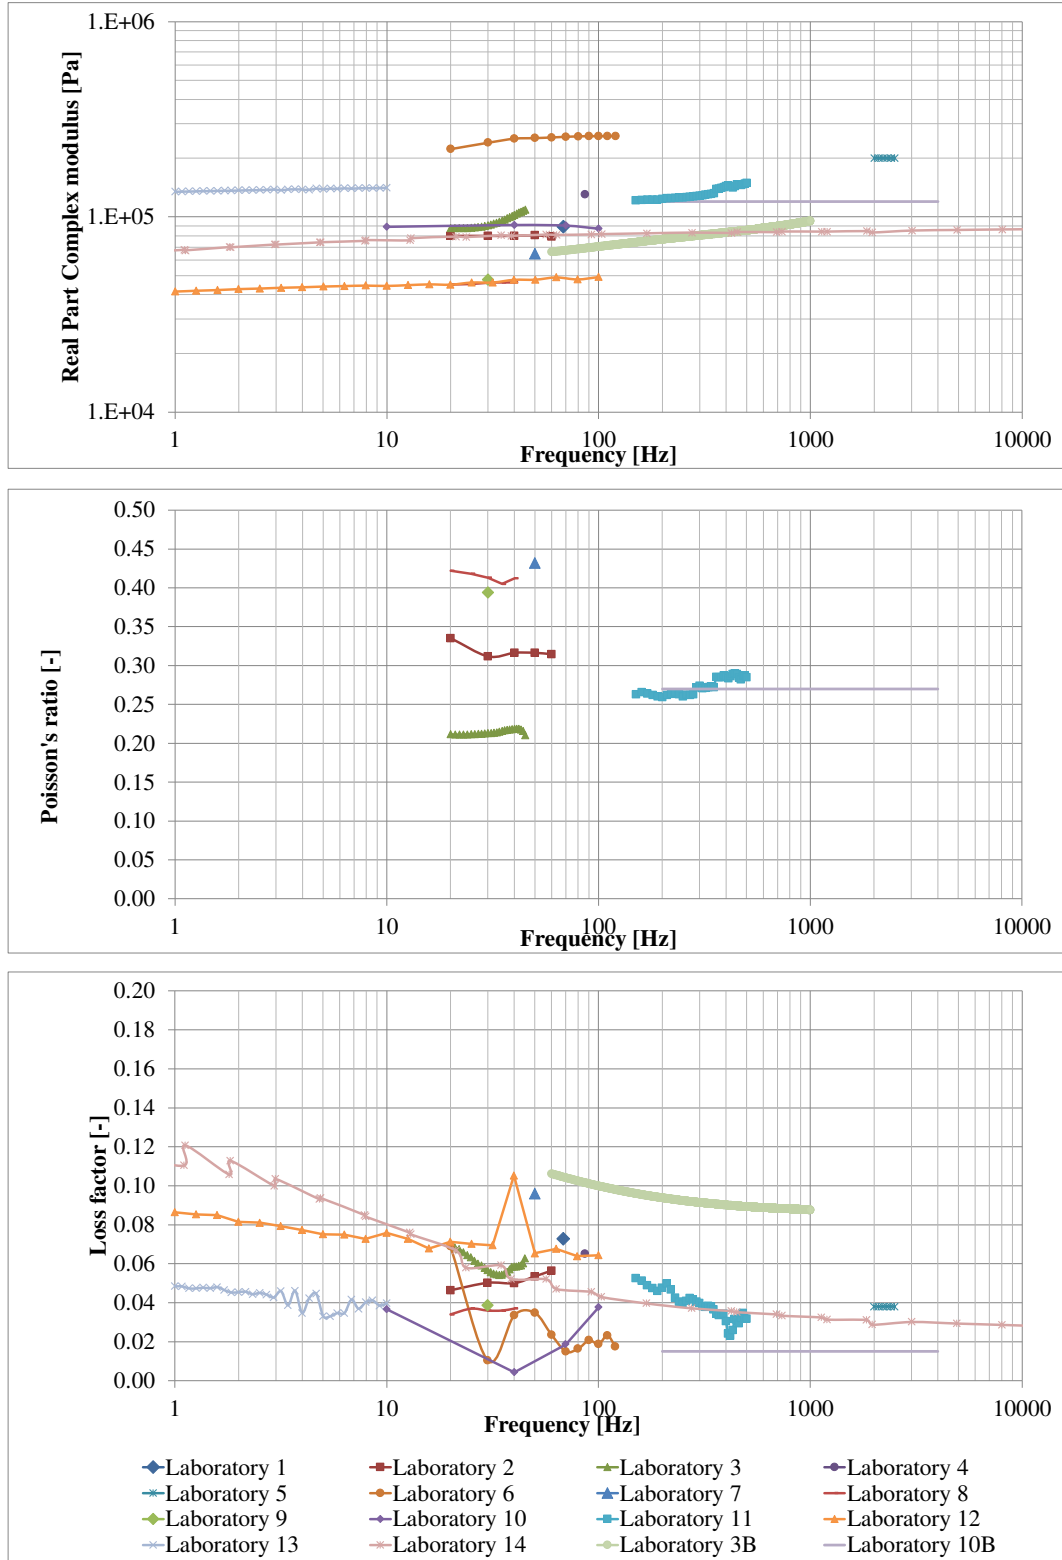 1.E+06
1.E+05
1.E+04
Real Part Complex modulus [Pa]
1 10 100 1000 10000
Frequency [Hz]
0.50
0.45
0.40
0.35
0.30
0.25
0.20
0.15
0.10
0.05
0.00
Poisson's ratio [-]
1 10 100 1000 10000
Frequency [Hz]
0.20
0.18
0.16
0.14
0.12
0.10
0.08
0.06
0.04
0.02
0.00
Loss factor [-]
1 10 100 1000 10000
Frequency [Hz]
Laboratory 1 Laboratory 2 Laboratory 3 Laboratory 4
Laboratory 5 Laboratory 6 Laboratory 7 Laboratory 8
Laboratory 9 Laboratory 10 Laboratory 11 Laboratory 12
Laboratory 13 Laboratory 14 Laboratory 3B Laboratory 10B